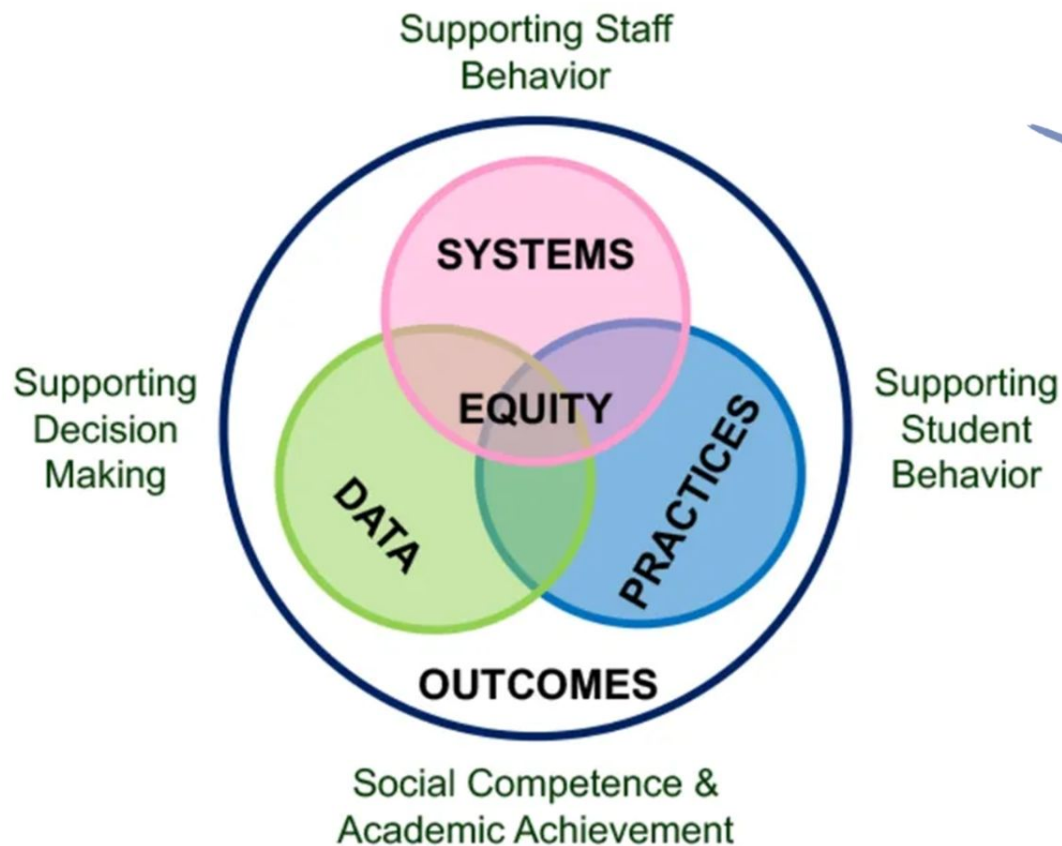 Supporting Staff
Behavior
SYSTEMS
Supporting
Decision
Making
EQUITY
Supporting
Student
Behavior
DATA
PRACTICES
OUTCOMES
Social Competence &
Academic Achievement